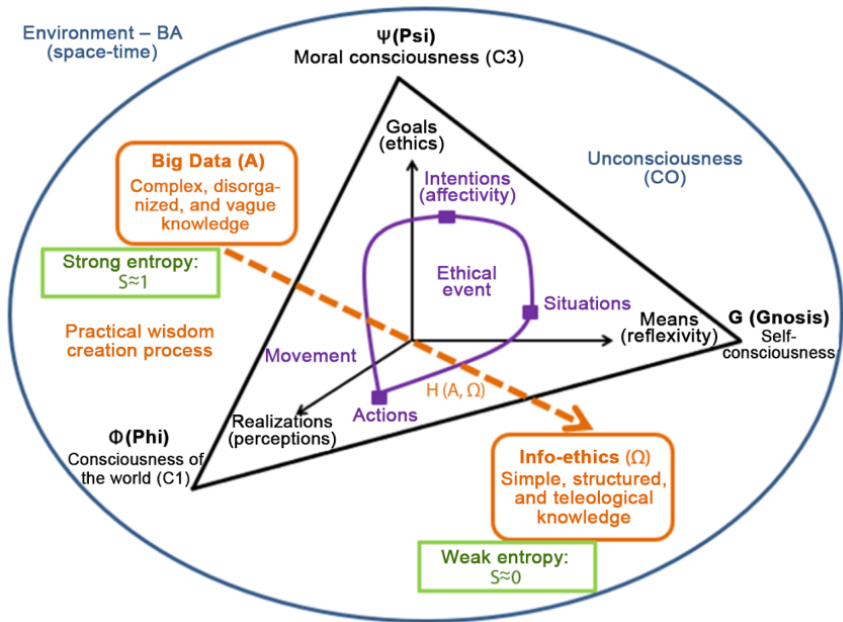 Environment – BA
(space-time)
Ψ(Psi)
Moral consciousness (C3)
Goals
(ethics)
Big Data (A)
Complex, disorga-
nized, and vague
knowledge
Unconsciousness
(CO)
Intentions
(affectivity)
Strong entropy:
S≈1
Ethical
event
Situations
Practical wisdom
creation process
Movement
Means
(reflexivity)
G (Gnosis)
Self-
consciousness
H (A, Ω)
Actions
Realizations
(perceptions)
Φ(Phi)
Consciousness of
the world (C1)
Info-ethics (Ω)
Simple, structured,
and teleological
knowledge
Weak entropy:
S≈0